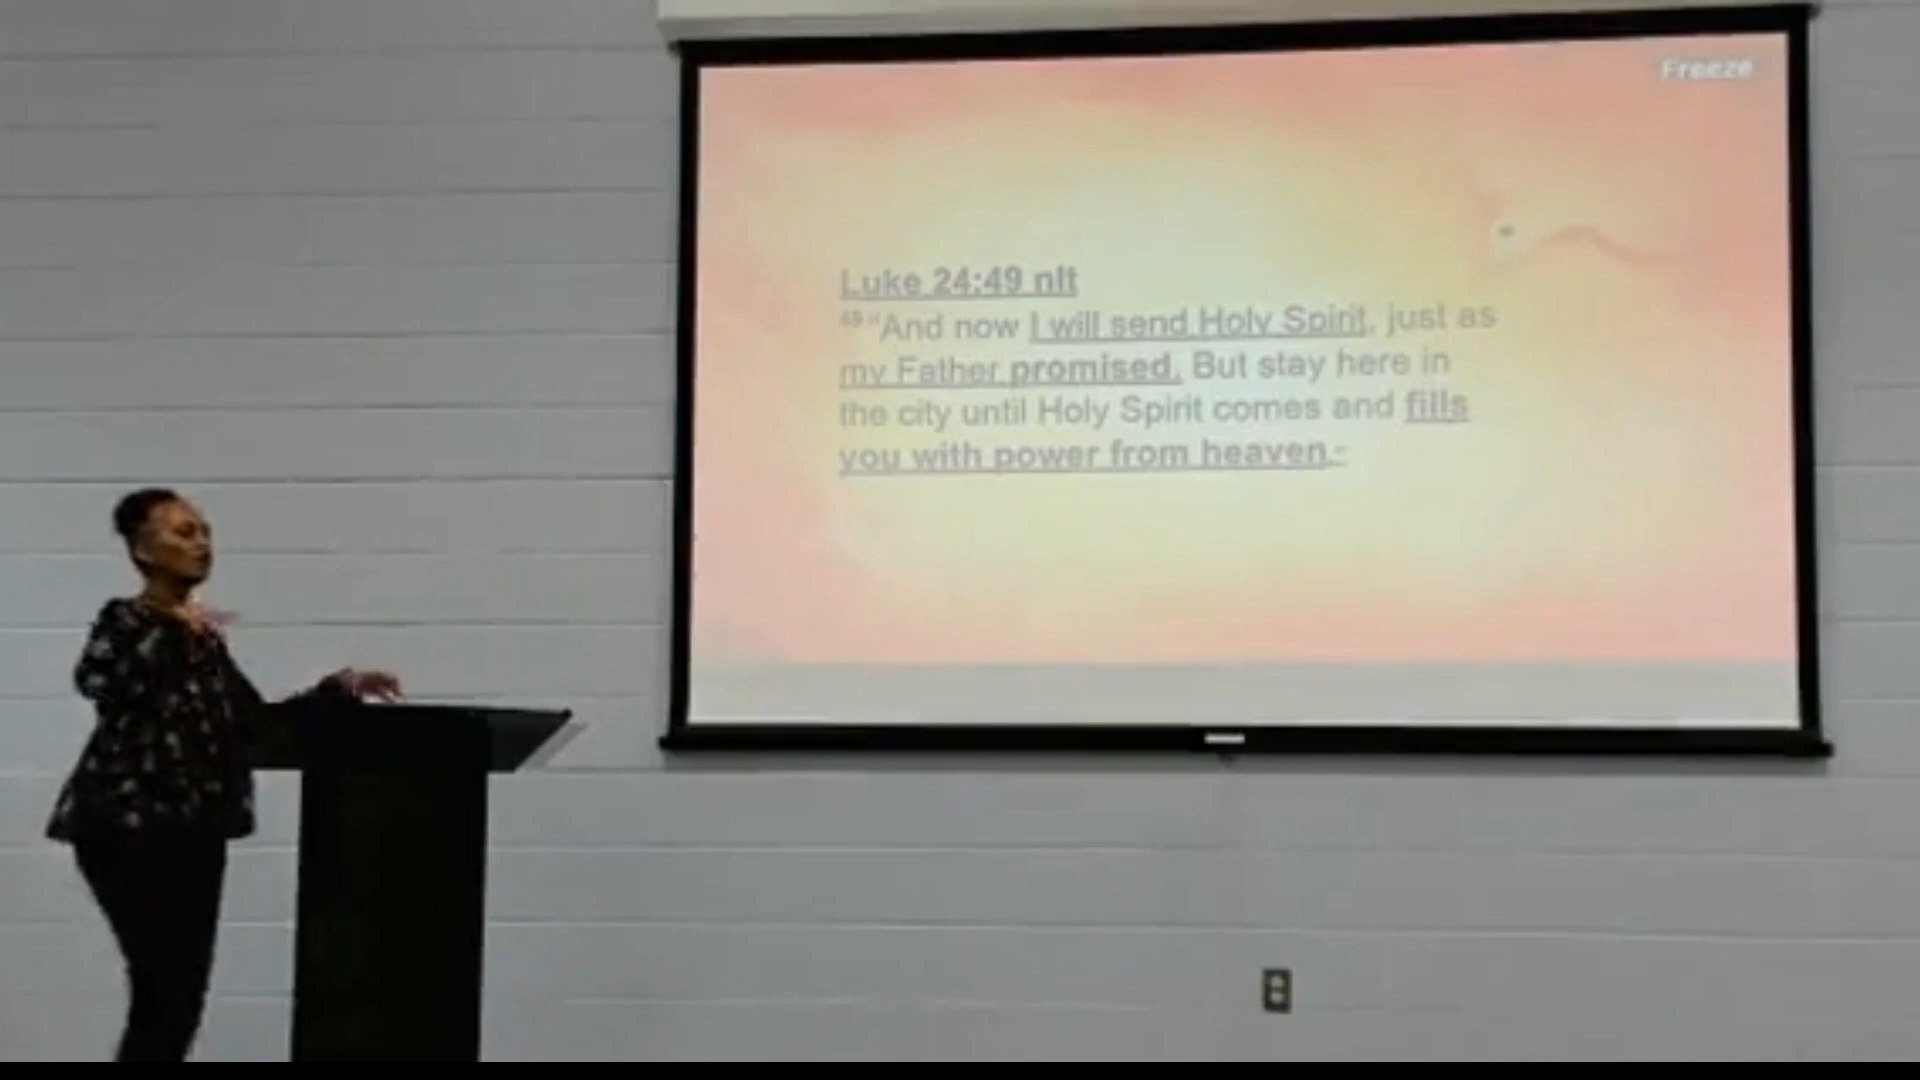 Freeze
Luke 24:49 nlt
49 “And now I will send Holy Spirit, just as
my Father promised. But stay here in
the city until Holy Spirit comes and fills
you with power from heaven.”